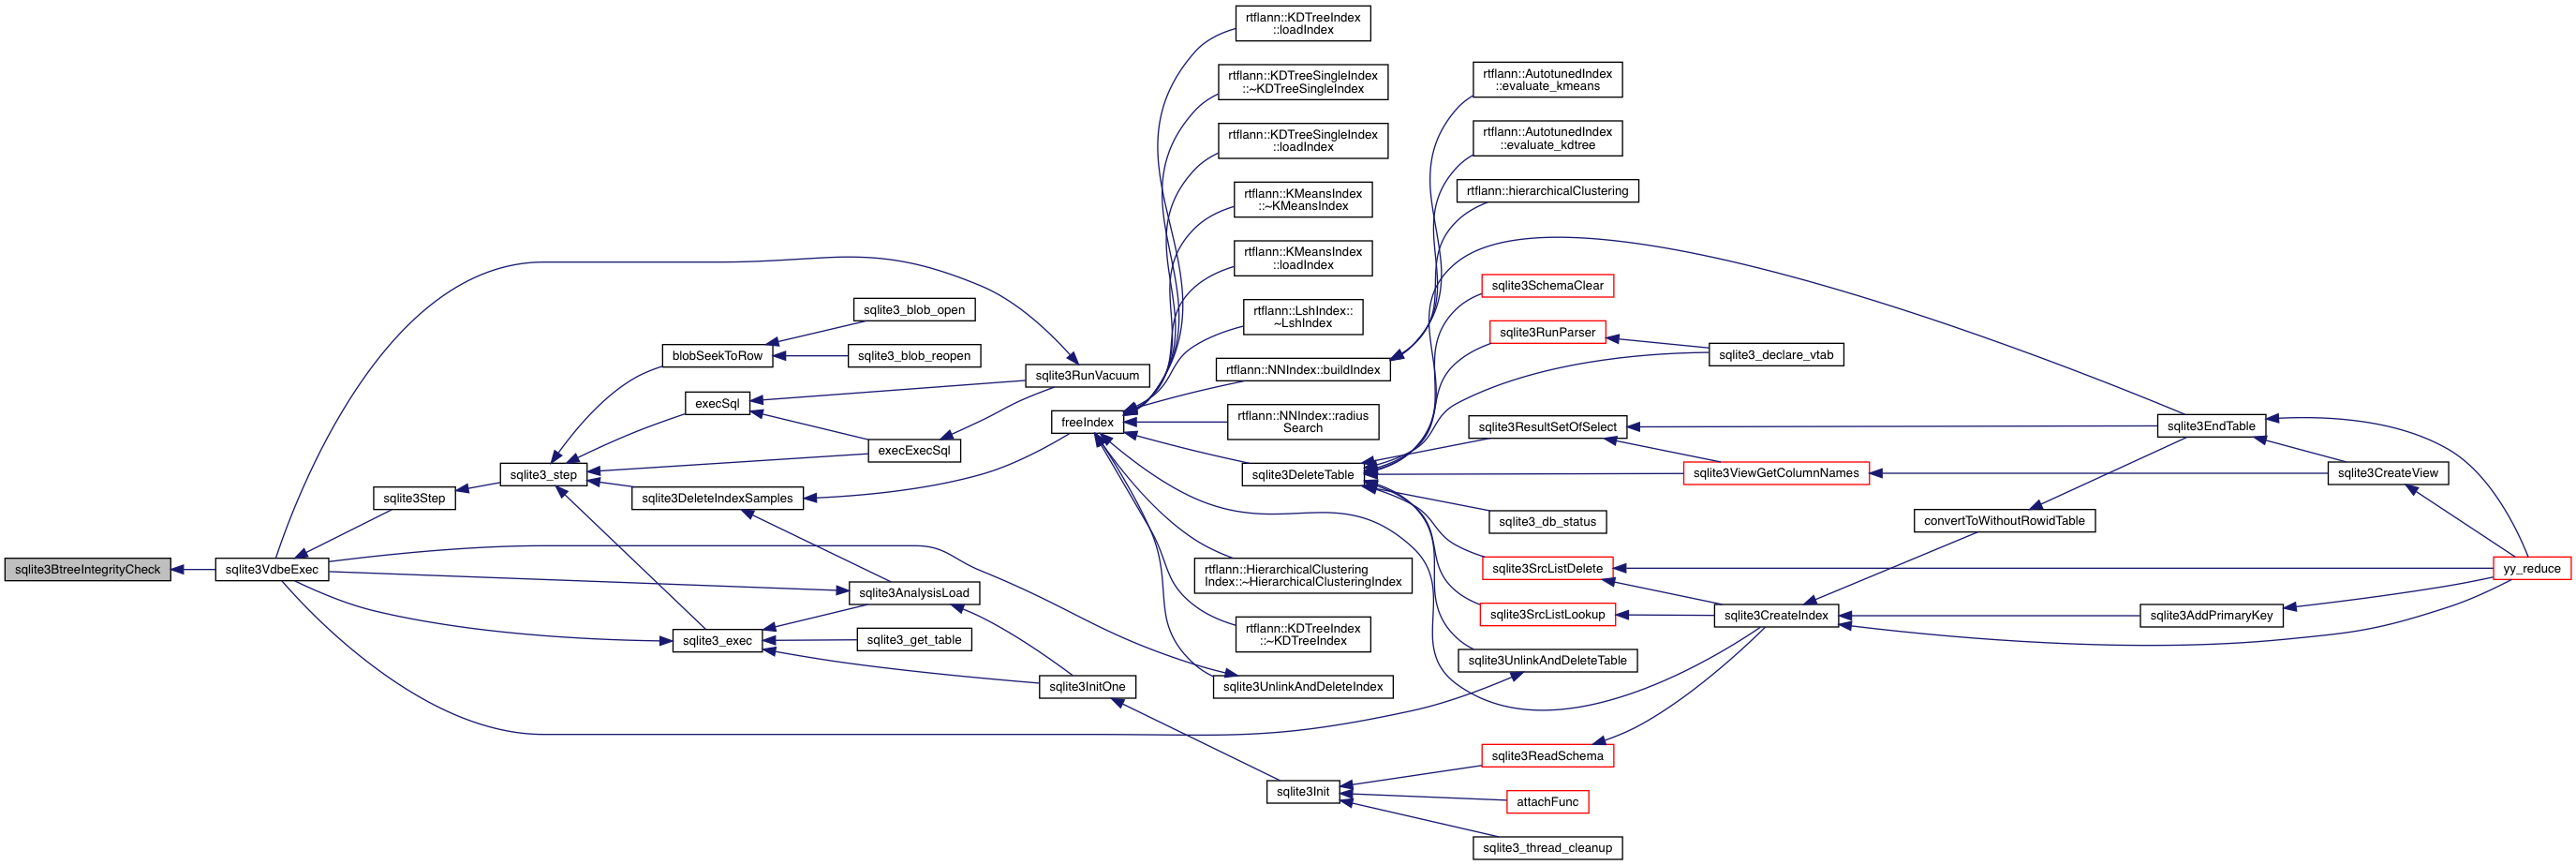 sqlite3BtreeIntegrityCheck
sqlite3VdbeExec
sqlite3Step
sqlite3_step
blobSeekToRow
sqlite3_blob_open
sqlite3_blob_reopen
execSql
execExecSql
sqlite3RunVacuum
sqlite3DeleteIndexSamples
sqlite3AnalysisLoad
sqlite3_exec
sqlite3_get_table
sqlite3InitOne
freeIndex
rtflann::KDTreeIndex
::loadIndex
rtflann::KDTreeSingleIndex
::~KDTreeSingleIndex
rtflann::KDTreeSingleIndex
::loadIndex
rtflann::KMeansIndex
::~KMeansIndex
rtflann::KMeansIndex
::loadIndex
rtflann::LshIndex::
~LshIndex
rtflann::NNIndex::buildIndex
rtflann::NNIndex::radius
Search
sqlite3DeleteTable
rtflann::HierarchicalClustering
Index::~HierarchicalClusteringIndex
rtflann::KDTreeIndex
::~KDTreeIndex
sqlite3UnlinkAndDeleteIndex
sqlite3Init
rtflann::AutotunedIndex
::evaluate_kmeans
rtflann::AutotunedIndex
::evaluate_kdtree
rtflann::hierarchicalClustering
sqlite3SchemaClear
sqlite3RunParser
sqlite3_declare_vtab
sqlite3ResultSetOfSelect
sqlite3ViewGetColumnNames
sqlite3_db_status
sqlite3SrcListDelete
sqlite3SrcListLookup
sqlite3UnlinkAndDeleteTable
sqlite3ReadSchema
attachFunc
sqlite3_thread_cleanup
sqlite3CreateIndex
convertToWithoutRowidTable
sqlite3EndTable
sqlite3CreateView
sqlite3AddPrimaryKey
yy_reduce